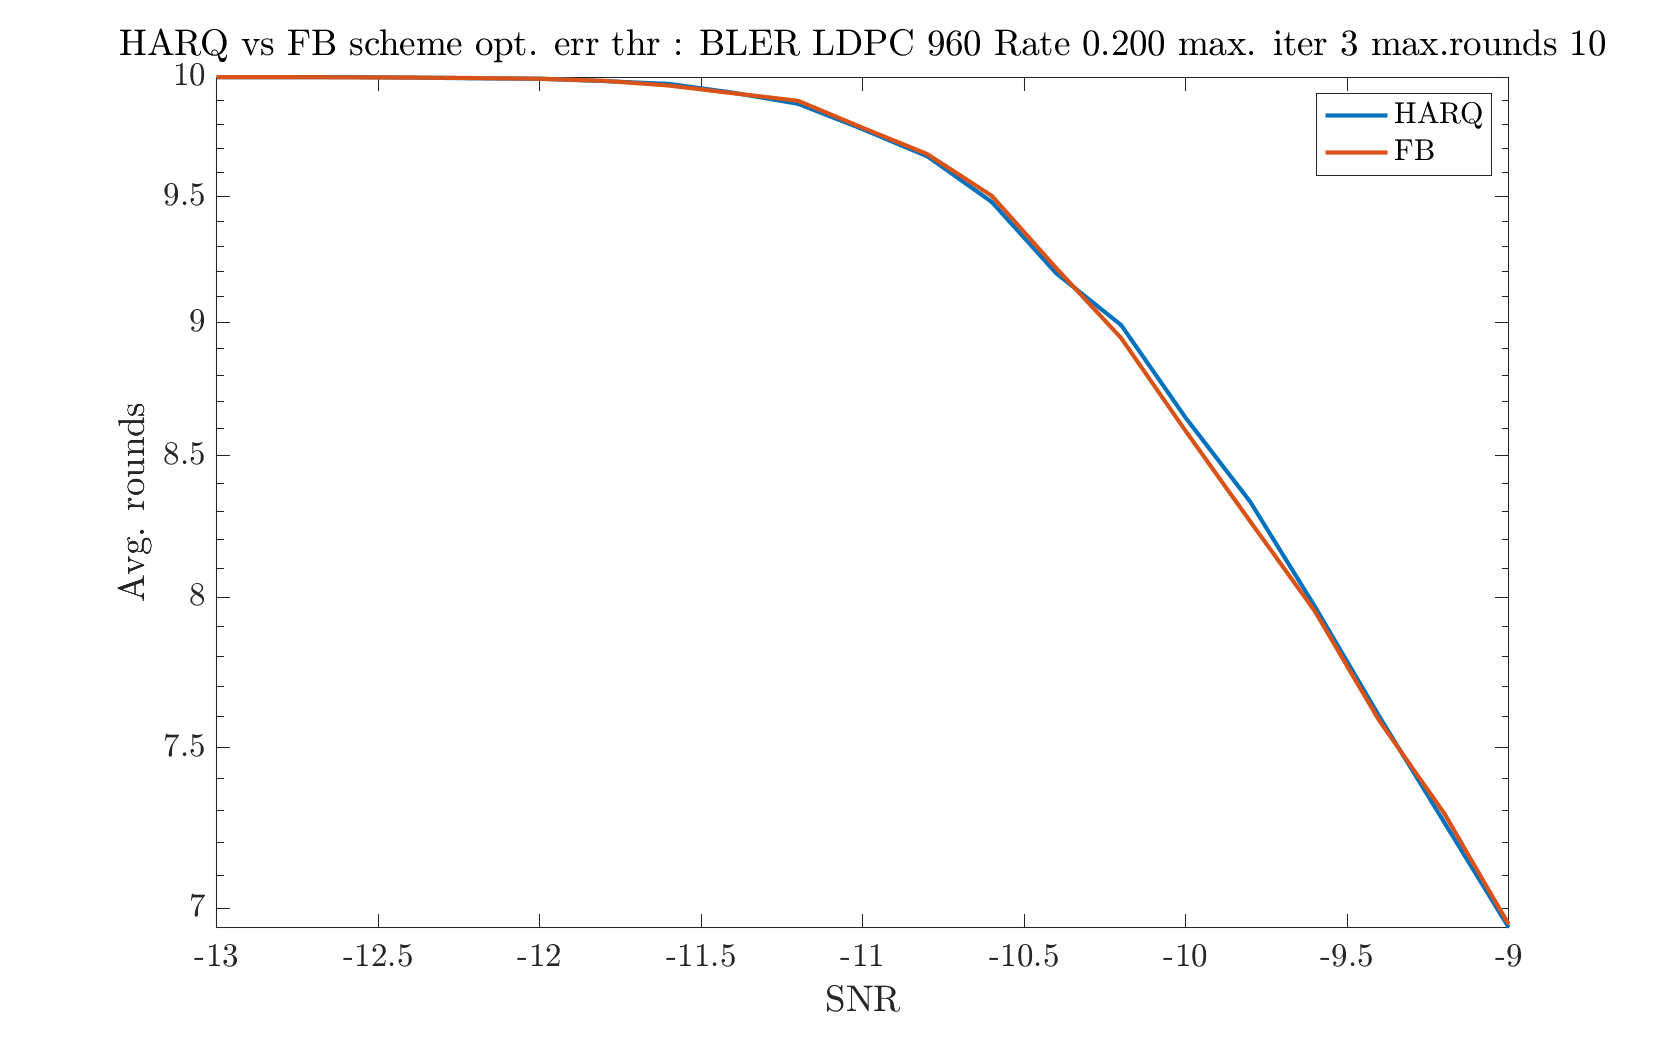 HARQ vs FB scheme opt. err thr : BLER LDPC 960 Rate 0.200 max. iter 3 max.rounds 10
HARQ
FB
10
9.5
9
8.5
8
7.5
7
Avg. rounds
-13 -12.5 -12 -11.5 -11 -10.5 -10 -9.5 -9
SNR